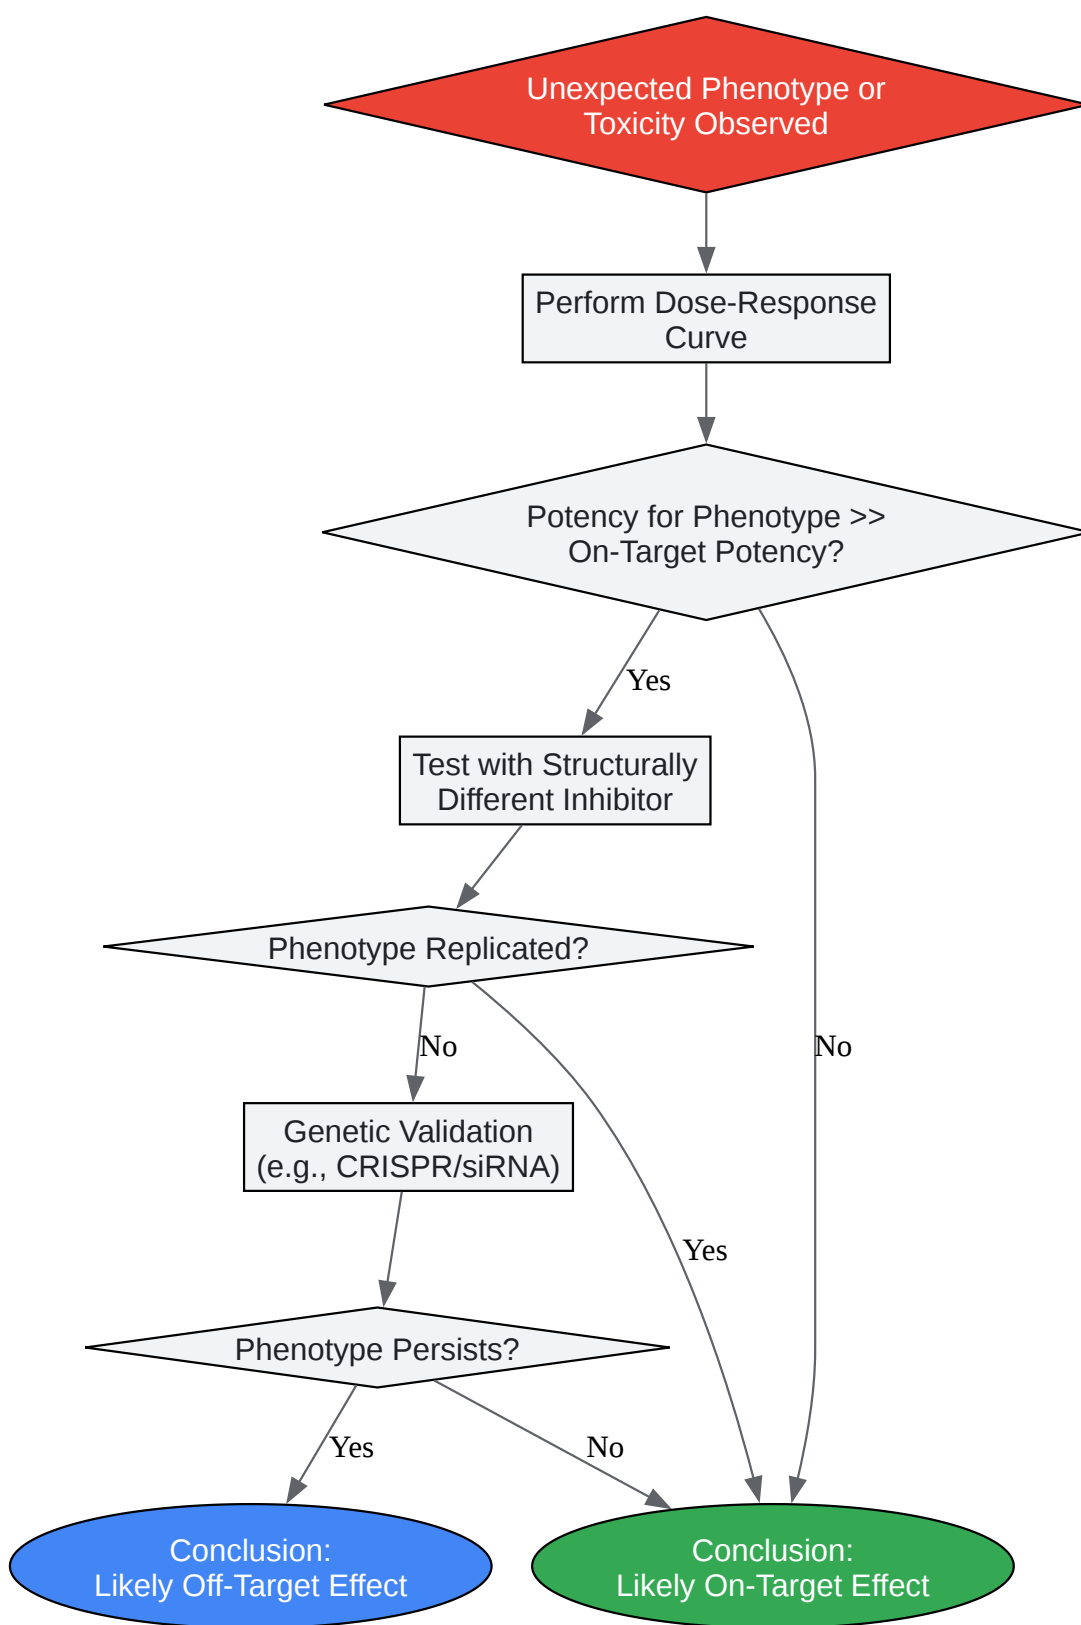 Unexpected Phenotype or
Toxicity Observed
Perform Dose-Response
Curve
Potency for Phenotype >>
On-Target Potency?
Yes
Test with Structurally
Different Inhibitor
Phenotype Replicated?
No
No
Genetic Validation
(e.g., CRISPR/siRNA)
Yes
Phenotype Persists?
Yes
No
Conclusion:
Likely Off-Target Effect
Conclusion:
Likely On-Target Effect